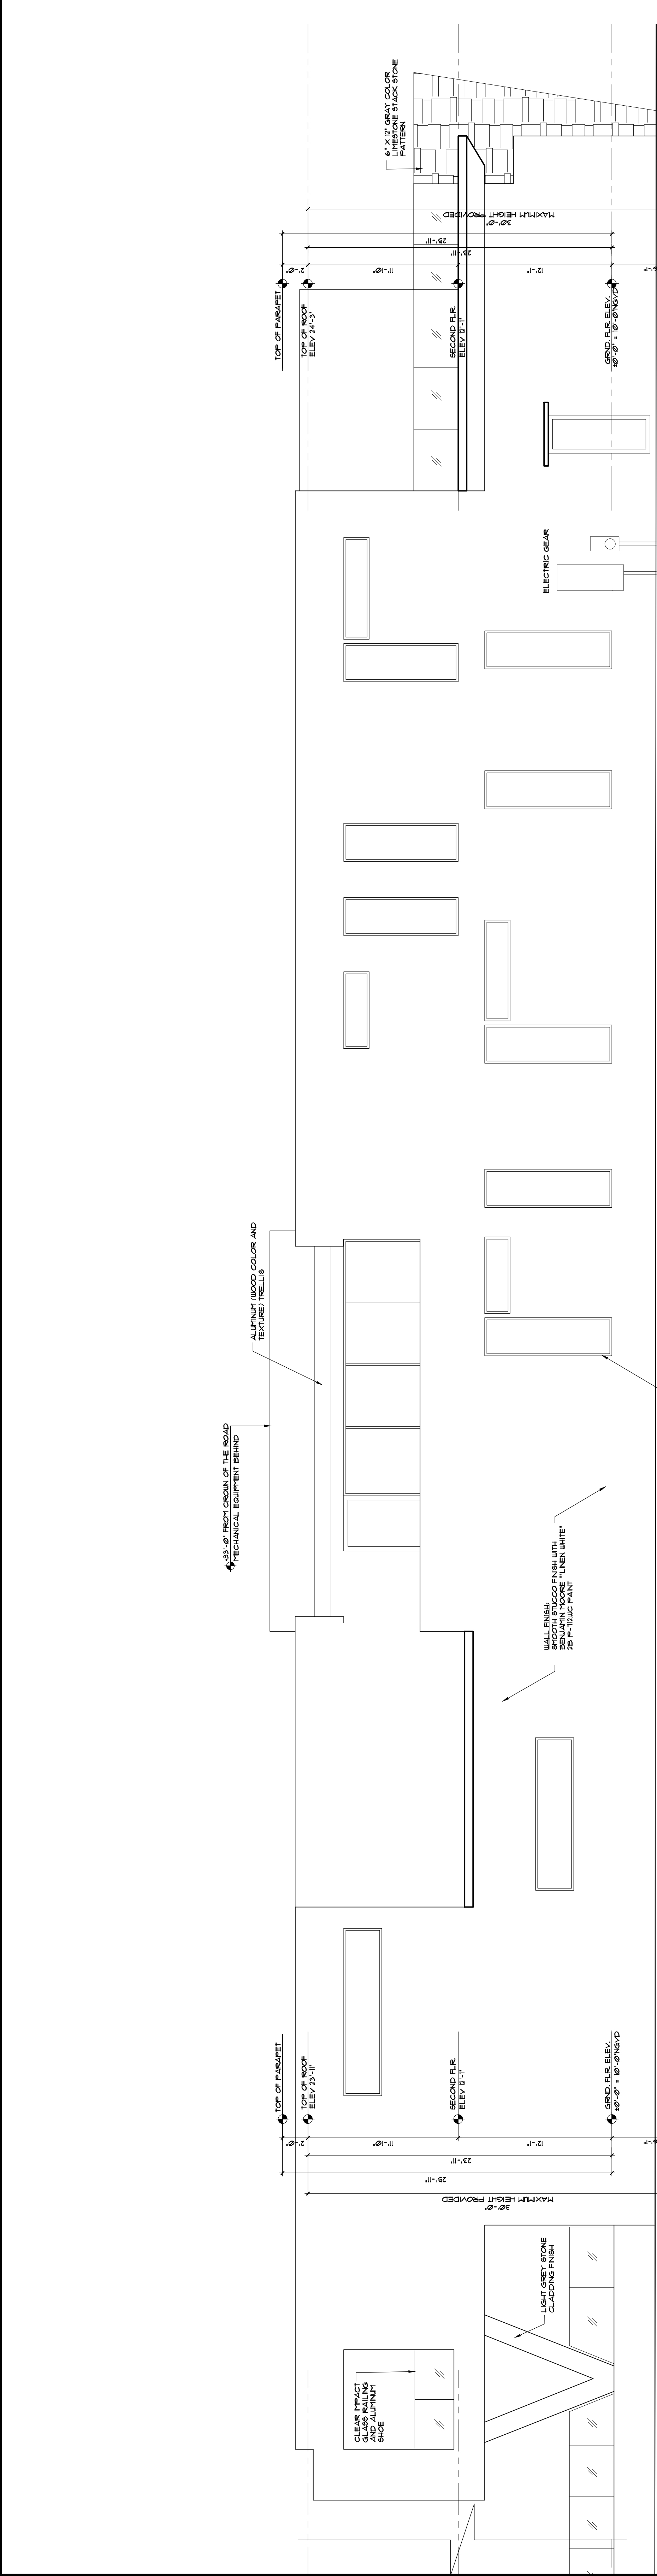 6" X 12" GRAY COLOR
LIMESTONE STACK STONE
PATTERN
30'-0"
MAXIMUM HEIGHT PROVIDED
25'-11"
23'-11"
2'-0"
11'-10"
12'-1"
TOP OF PARAPET
TOP OF ROOF
ELEV 24'-3"
SECOND FLR.
ELEV 12'-1"
GRND. FLR. ELEV.
±0'-0" = 10'-0"NGVD
ELECTRIC GEAR
ALUMINUM (WOOD COLOR AND
TEXTURE) TRELLIS
+33'-0" FROM CROWN OF THE ROAD
MECHANICAL EQUIPMENT BEHIND
WALL FINISH:
SMOOTH STUCCO FINISH WITH
BENJAMIN MOORE "LINEN WHITE"
2B P-712WC PAINT
TOP OF PARAPET
TOP OF ROOF
ELEV 23'-11"
SECOND FLR.
ELEV 12'-1"
GRND. FLR. ELEV.
±0'-0" = 10'-0"NGVD
2'-0"
11'-10"
12'-1"
23'-11"
25'-11"
30'-0"
MAXIMUM HEIGHT PROVIDED
LIGHT GREY STONE
CLADDING FINISH
CLEAR IMPACT
GLASS RAILING
AND ALUMINUM
SHOE